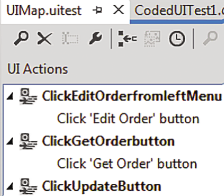 UIMap.uitest
CodedUITest1.
UI Actions
ClickEditOrderfromleftMenu
Click 'Edit Order' button
ClickGetOrderbutton
Click 'Get Order' button
ClickUpdateButton